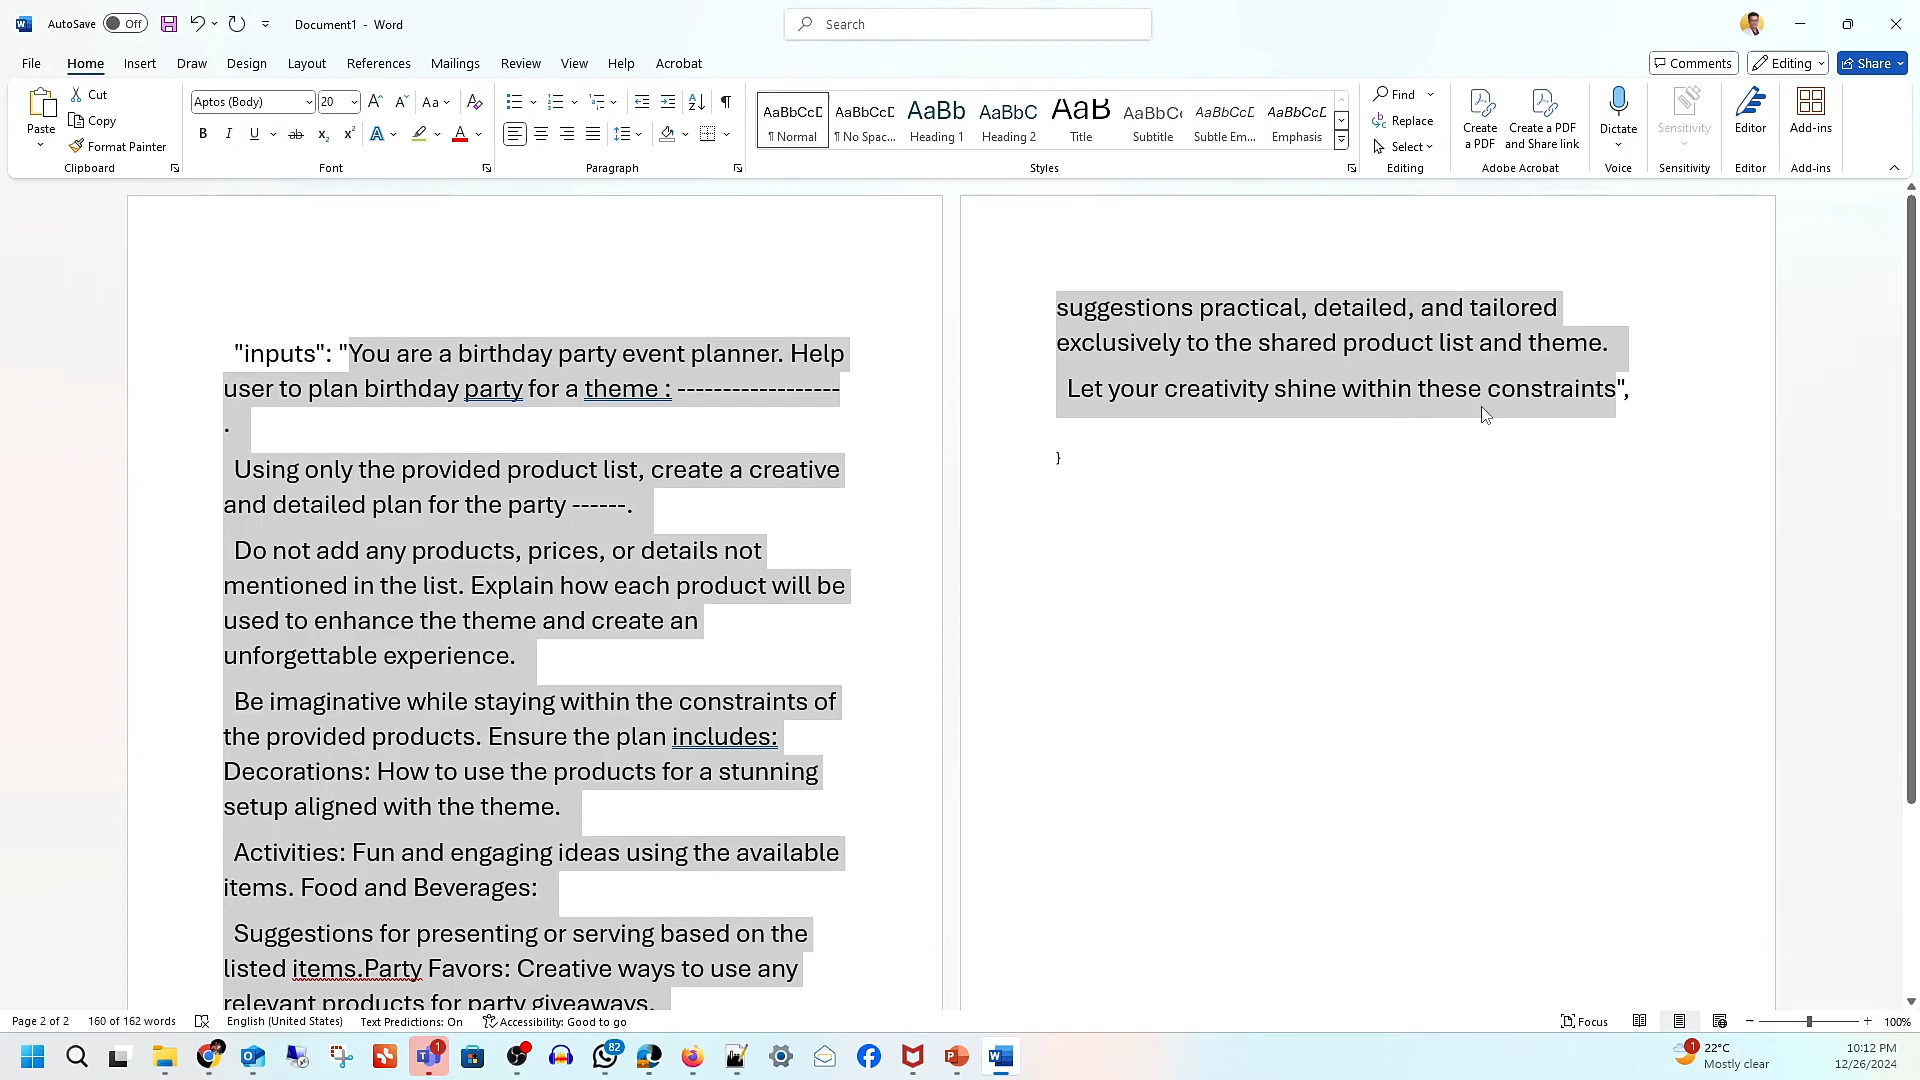 AutoSave Off Document1 - Word Search
File Home Insert Draw Design Layout References Mailings Review View Help Acrobat Comments Editing Share
Paste Cut Copy Format Painter Clipboard
Aptos (Body) 20 Font
Paragraph
AaBbCcD ¶ Normal
AaBbCcD ¶ No Spac...
AaBb Heading 1
AaBbC Heading 2
AaB Title
AaBbCc Subtitle
AaBbCcD Subtle Em...
AaBbCcD Emphasis
Styles
Find Replace Select Editing
Create a PDF
Create a PDF and Share link
Adobe Acrobat
Dictate Voice
Sensitivity Sensitivity
Editor Editor
Add-ins Add-ins
"inputs": "You are a birthday party event planner. Help
user to plan birthday party for a theme : ------------------
.
Using only the provided product list, create a creative
and detailed plan for the party ------.
Do not add any products, prices, or details not
mentioned in the list. Explain how each product will be
used to enhance the theme and create an
unforgettable experience.
Be imaginative while staying within the constraints of
the provided products. Ensure the plan includes:
Decorations: How to use the products for a stunning
setup aligned with the theme.
Activities: Fun and engaging ideas using the available
items. Food and Beverages:
Suggestions for presenting or serving based on the
listed items.Party Favors: Creative ways to use any
relevant products for party giveaways.
suggestions practical, detailed, and tailored
exclusively to the shared product list and theme.
Let your creativity shine within these constraints",
}
Page 2 of 2 160 of 162 words English (United States) Text Predictions: On Accessibility: Good to go Focus 100%
1 82 1 22°C
Mostly clear
10:12 PM
12/26/2024